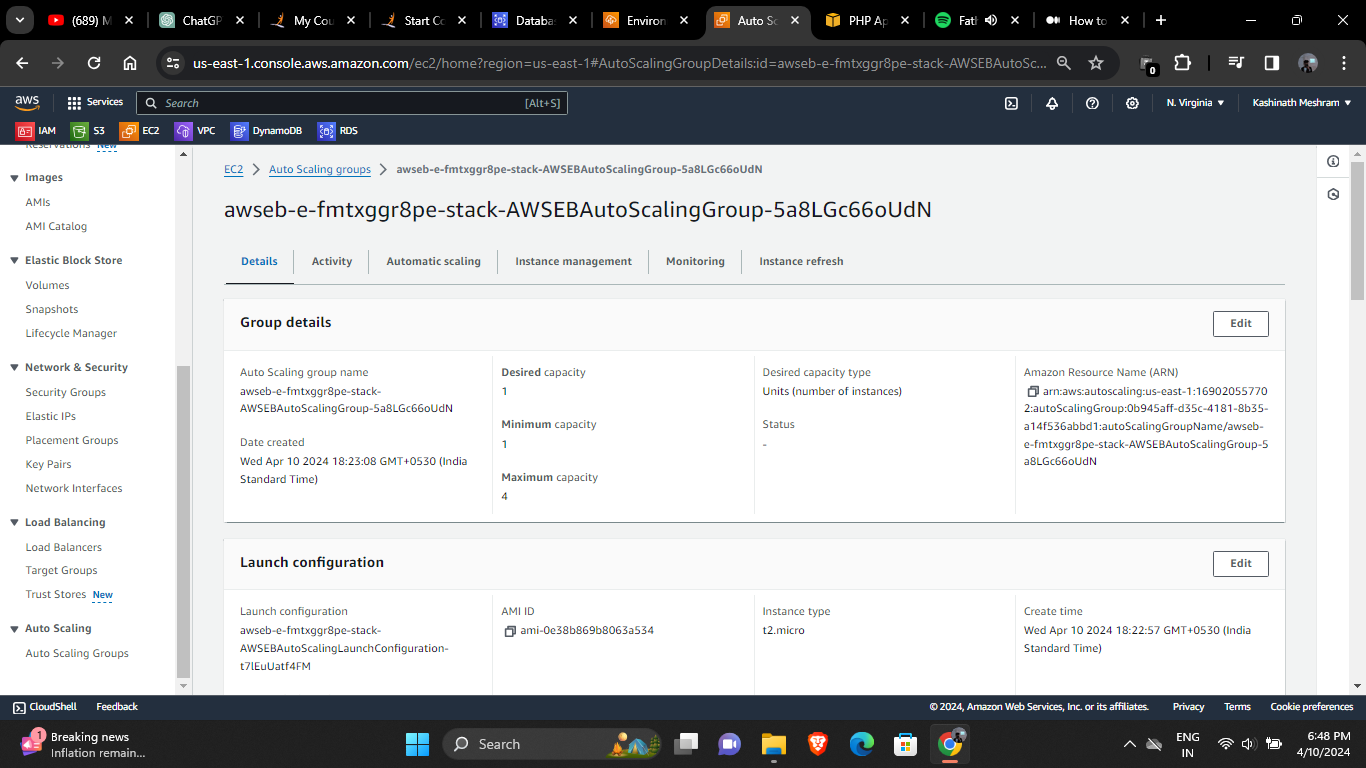 (689) M
ChatGP
My Cou
Start Co
Databa
Environ
Auto Sc
PHP Ap
Fat
How to
us-east-1.console.aws.amazon.com/ec2/home?region=us-east-1#AutoScalingGroupDetails:id=awseb-e-fmtxggr8pe-stack-AWSEBAutoSc...
0
aws
Services
Search
[Alt+S]
N. Virginia
Kashinath Meshram
IAM
S3
EC2
VPC
DynamoDB
RDS
Reservations New
Images
AMIs
AMI Catalog
Elastic Block Store
Volumes
Snapshots
Lifecycle Manager
Network & Security
Security Groups
Elastic IPs
Placement Groups
Key Pairs
Network Interfaces
Load Balancing
Load Balancers
Target Groups
Trust Stores New
Auto Scaling
Auto Scaling Groups
EC2 > Auto Scaling groups > awseb-e-fmtxggr8pe-stack-AWSEBAutoScalingGroup-5a8LGc66oUdN
awseb-e-fmtxggr8pe-stack-AWSEBAutoScalingGroup-5a8LGc66oUdN
Details
Activity
Automatic scaling
Instance management
Monitoring
Instance refresh
Group details
Edit
Auto Scaling group name
awseb-e-fmtxggr8pe-stack-
AWSEBAutoScalingGroup-5a8LGc66oUdN
Date created
Wed Apr 10 2024 18:23:08 GMT+0530 (India
Standard Time)
Desired capacity
1
Minimum capacity
1
Maximum capacity
4
Desired capacity type
Units (number of instances)
Status
-
Amazon Resource Name (ARN)
arn:aws:autoscaling:us-east-1:16902055770
2:autoScalingGroup:0b945aff-d35c-4181-8b35-
a14f536abbd1:autoScalingGroupName/awseb-
e-fmtxggr8pe-stack-AWSEBAutoScalingGroup-5
a8LGc66oUdN
Launch configuration
Edit
Launch configuration
awseb-e-fmtxggr8pe-stack-
AWSEBAutoScalingLaunchConfiguration-
t7lEuUatf4FM
AMI ID
ami-0e38b869b8063a534
Instance type
t2.micro
Create time
Wed Apr 10 2024 18:22:57 GMT+0530 (India
Standard Time)
CloudShell
Feedback
© 2024, Amazon Web Services, Inc. or its affiliates.
Privacy
Terms
Cookie preferences
1
Breaking news
Inflation remain...
Search
ENG
IN
6:48 PM
4/10/2024